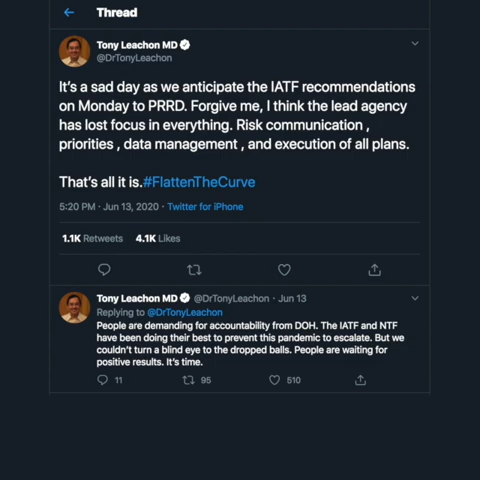 Thread
Tony Leachon MD
@DrTonyLeachon
It's a sad day as we anticipate the IATF recommendations
on Monday to PRRD. Forgive me, I think the lead agency
has lost focus in everything. Risk communication ,
priorities , data management , and execution of all plans.
That's all it is.#FlattenTheCurve
5:20 PM · Jun 13, 2020 · Twitter for iPhone
1.1K Retweets 4.1K Likes
Tony Leachon MD @DrTonyLeachon · Jun 13
Replying to @DrTonyLeachon
People are demanding for accountability from DOH. The IATF and NTF
have been doing their best to prevent this pandemic to escalate. But we
couldn't turn a blind eye to the dropped balls. People are waiting for
positive results. It's time.
11 95 510